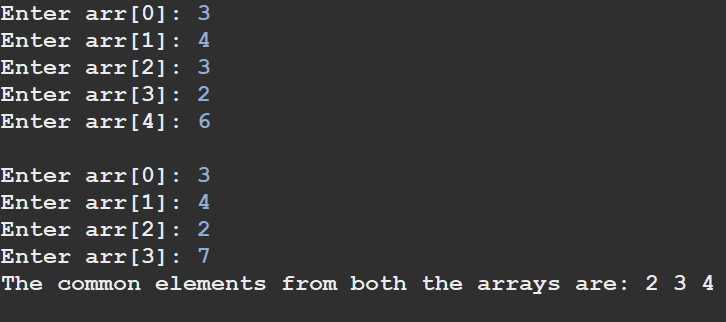 Enter arr[0]: 3
Enter arr[1]: 4
Enter arr[2]: 3
Enter arr[3]: 2
Enter arr[4]: 6
Enter arr[0]: 3
Enter arr[1]: 4
Enter arr[2]: 2
Enter arr[3]: 7
The common elements from both the arrays are: 2 3 4